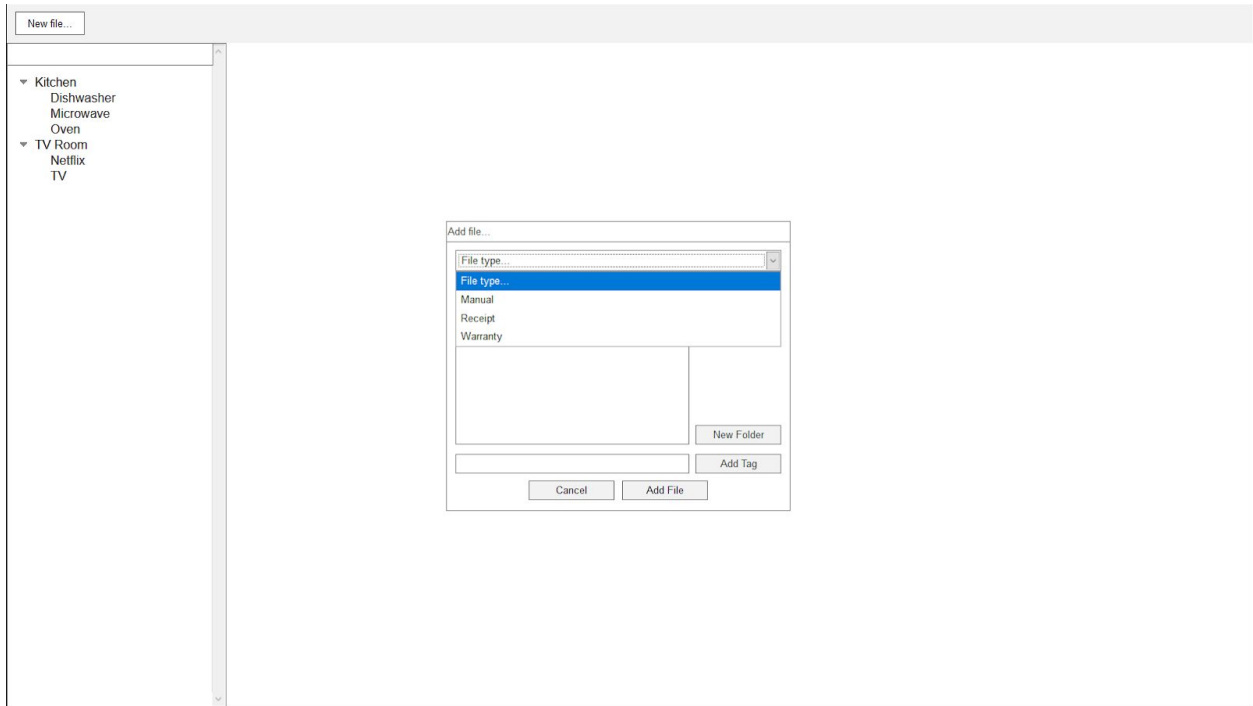 New file...
Kitchen
Dishwasher
Microwave
Oven
TV Room
Netflix
TV
Add file...
File type...
File type...
Manual
Receipt
Warranty
New Folder
Add Tag
Cancel
Add File